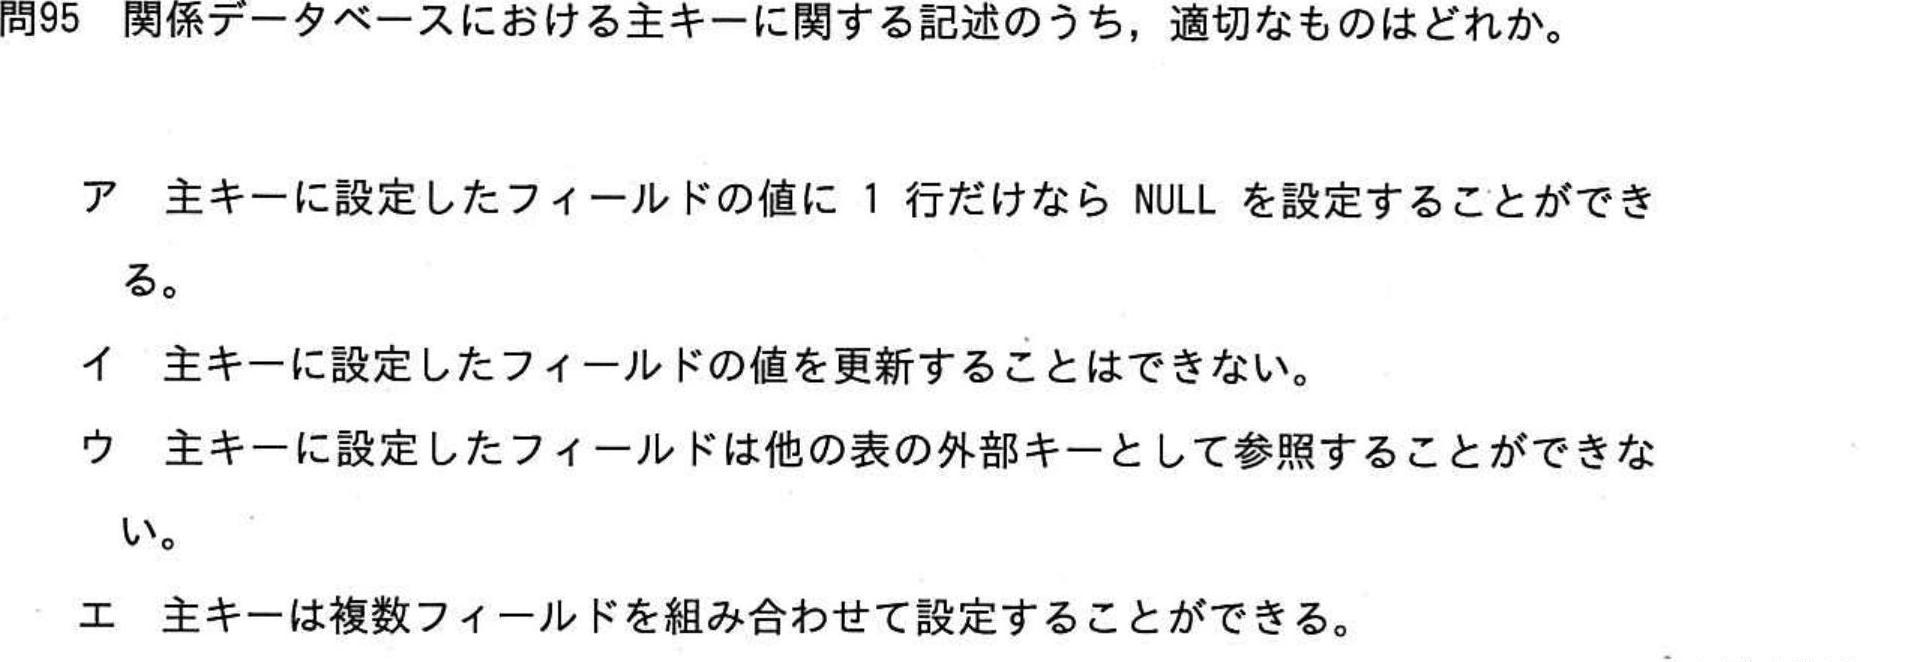 問95 関係データベースにおける主キーに関する記述のうち，適切なものはどれか。
ア 主キーに設定したフィールドの値に 1 行だけなら NULL を設定することができ
る。
イ 主キーに設定したフィールドの値を更新することはできない。
ウ 主キーに設定したフィールドは他の表の外部キーとして参照することができな
い。
エ 主キーは複数フィールドを組み合わせて設定することができる。